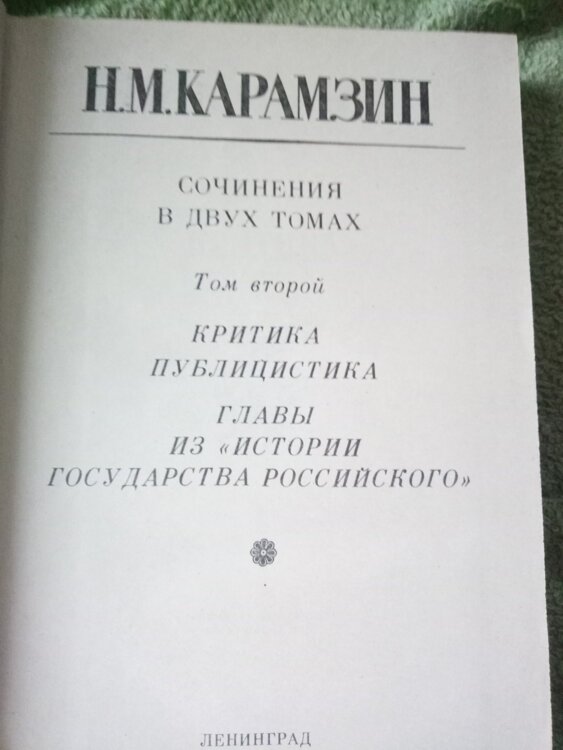 Н.М.КАРАМЗИН
СОЧИНЕНИЯ
В ДВУХ ТОМАХ
Том второй
КРИТИКА
ПУБЛИЦИСТИКА
ГЛАВЫ
ИЗ «ИСТОРИИ
ГОСУДАРСТВА РОССИЙСКОГО»
ЛЕНИНГРАД